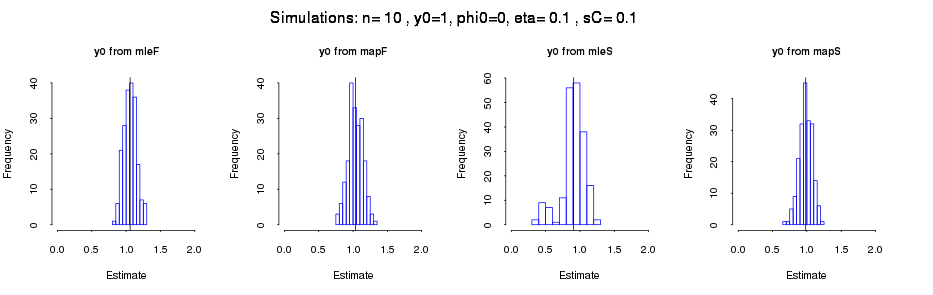 Simulations: n= 10 , y0=1, phi0=0, eta= 0.1 , sC= 0.1
y0 from mleF
Frequency
0 10 20 30 40
0.0 0.5 1.0 1.5 2.0
Estimate
y0 from mapF
Frequency
0 10 20 30 40
0.0 0.5 1.0 1.5 2.0
Estimate
y0 from mleS
Frequency
0 10 20 30 40 50 60
0.0 0.5 1.0 1.5 2.0
Estimate
y0 from mapS
Frequency
0 10 20 30 40
0.0 0.5 1.0 1.5 2.0
Estimate